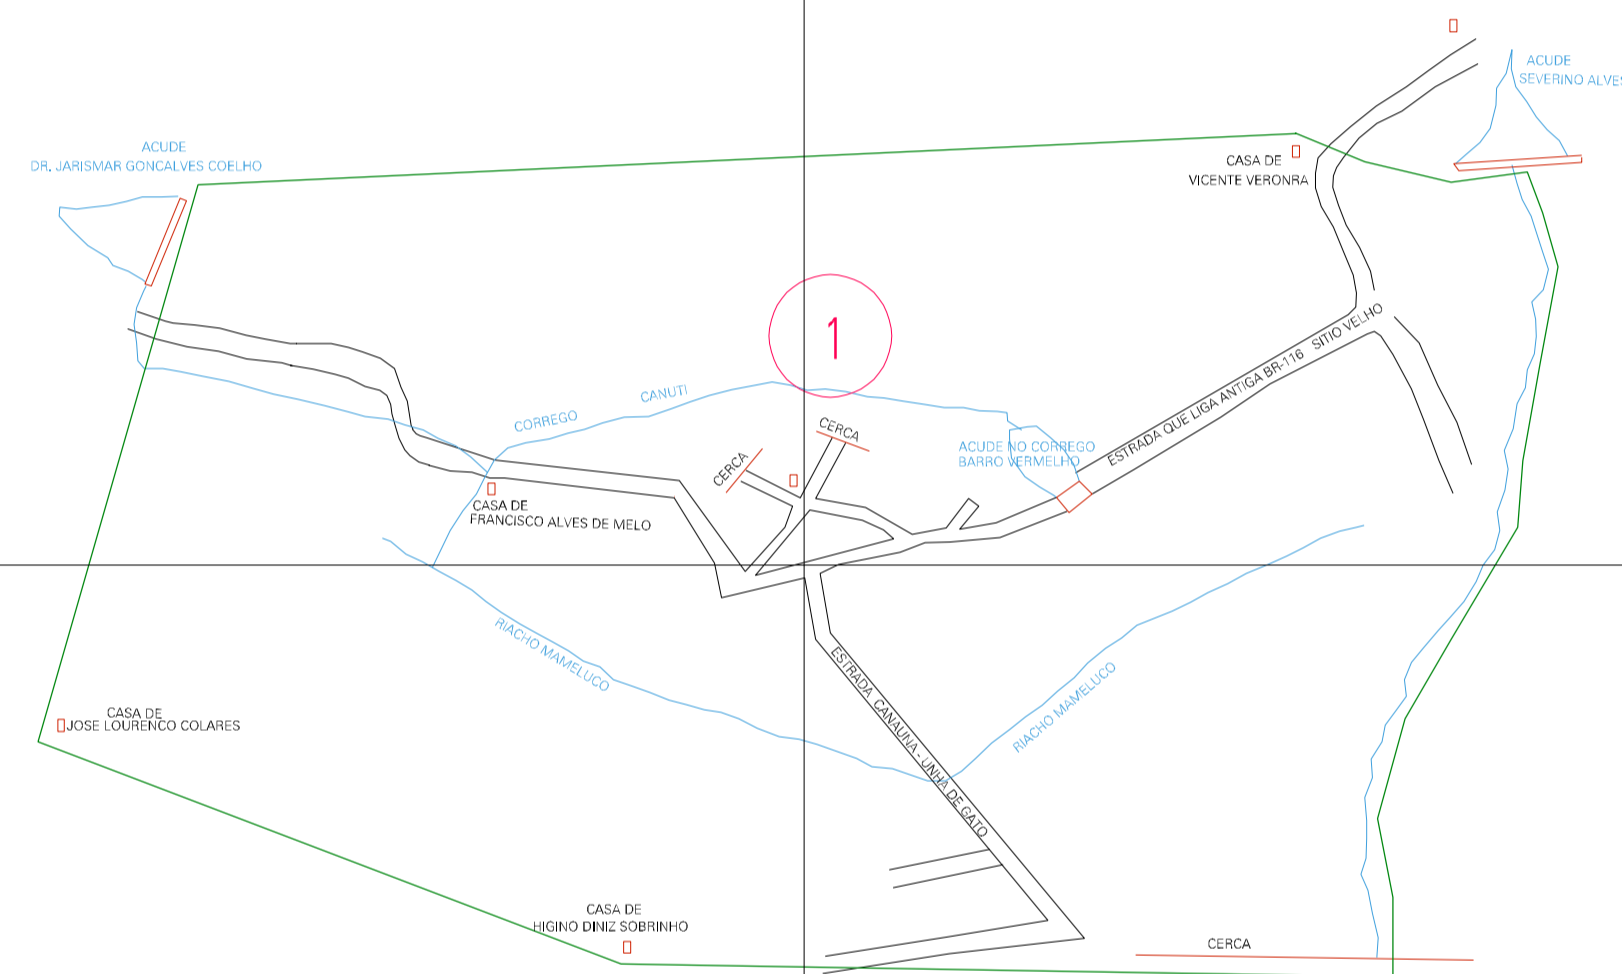 ACUDE
SEVERINO ALVES
ACUDE
DR. JARISMAR GONCALVES COELHO
CASA DE
VICENTE VERONRA
1
ESTRADA QUE LIGA ANTIGA BR-116 SITIO VELHO
CORREGO CANUTI
CERCA
CERCA
ACUDE NO CORREGO
BARRO VERMELHO
CASA DE
FRANCISCO ALVES DE MELO
RIACHO MAMELUCO
RIACHO MAMELUCO
ESTRADA CANAUNA - UNHA DE GATO
CASA DE
JOSE LOURENCO COLARES
CASA DE
HIGINO DINIZ SOBRINHO
CERCA